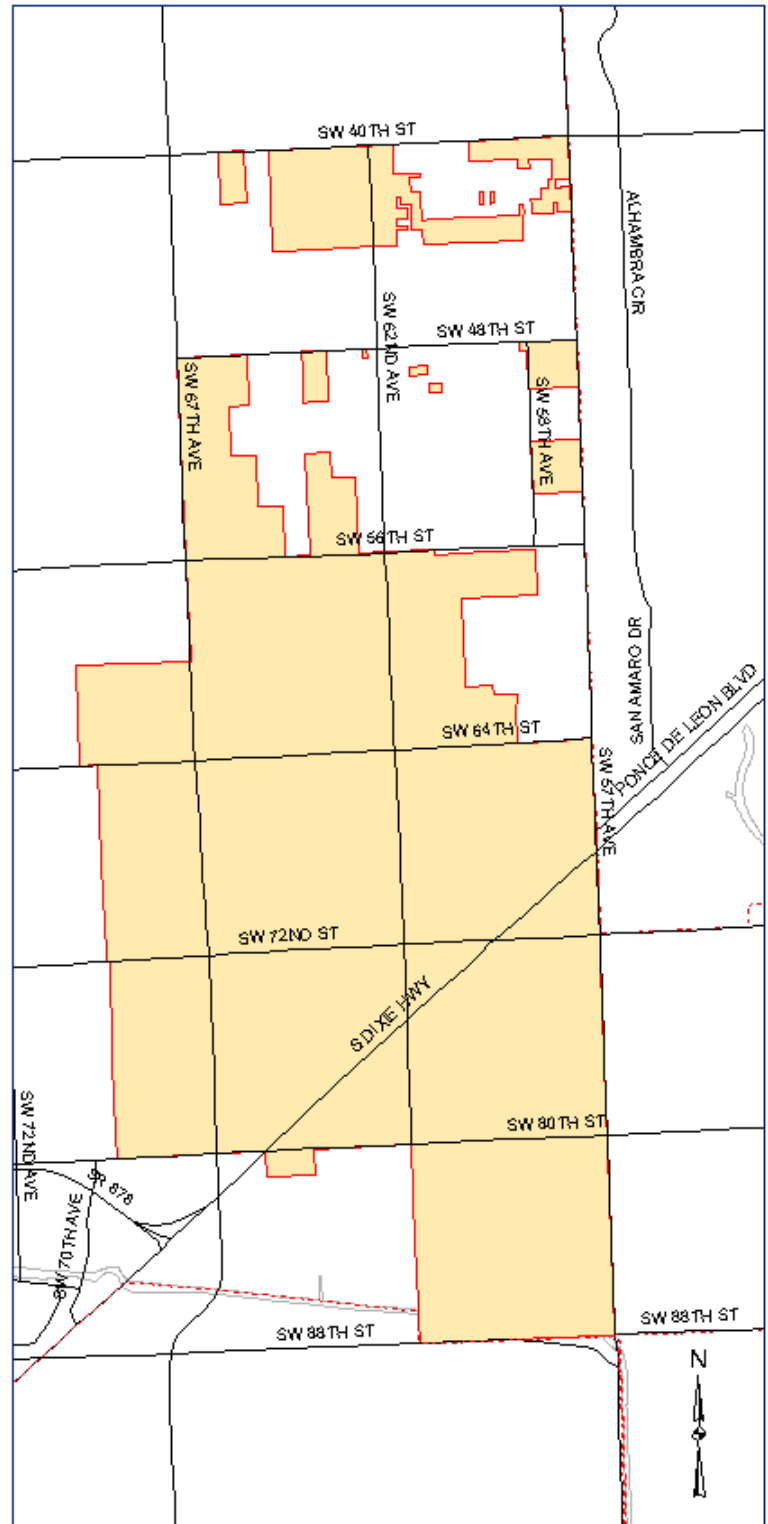 SW 40TH ST
ALHAMBRA CIR
SW 62ND AVE
SW 48TH ST
SW 67TH AVE
SW 58TH AVE
SW 56TH ST
SAN AMARO DR
PONCE DE LEON BLVD
SW 64TH ST
SW 57TH AVE
SW 72ND ST
S DIXIE HWY
SW 80TH ST
SW 72ND AVE
SR 878
SW 70TH AVE
SW 88TH ST
SW 88TH ST
N